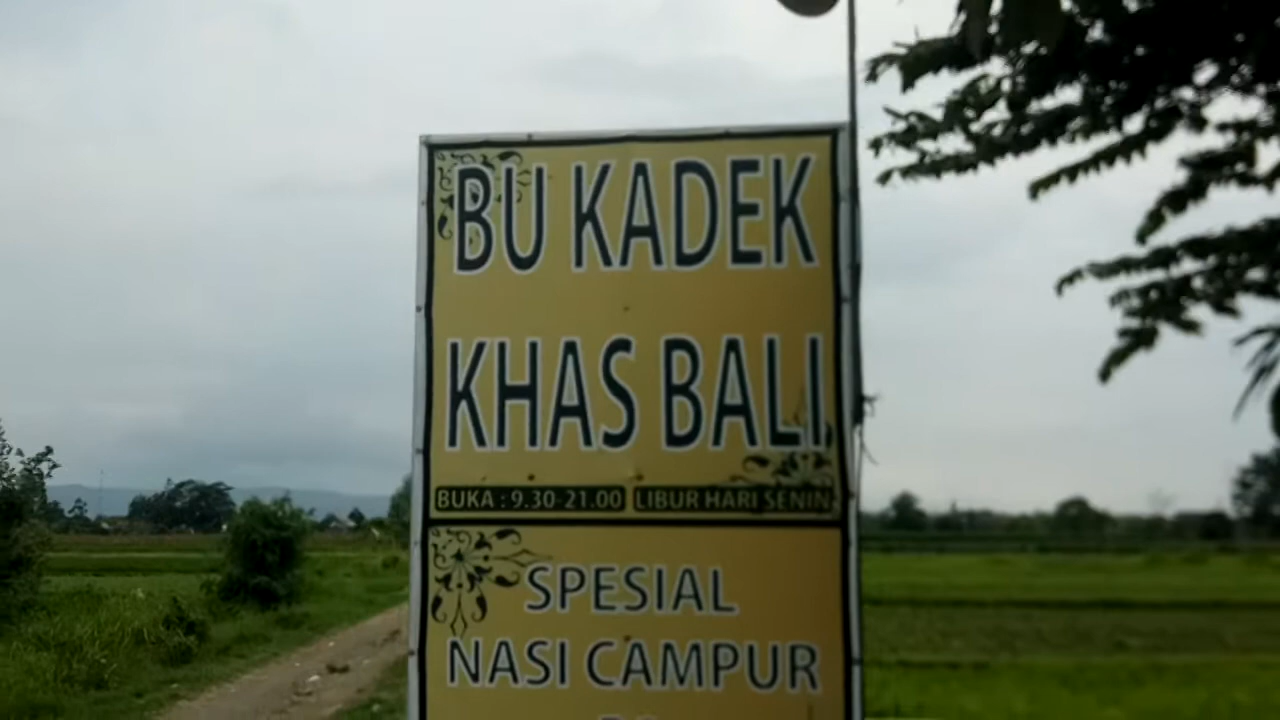 BU KADEK
KHAS BALI
BUKA : 9.30-21.00 LIBUR HARI SENIN
SPESIAL
NASI CAMPUR